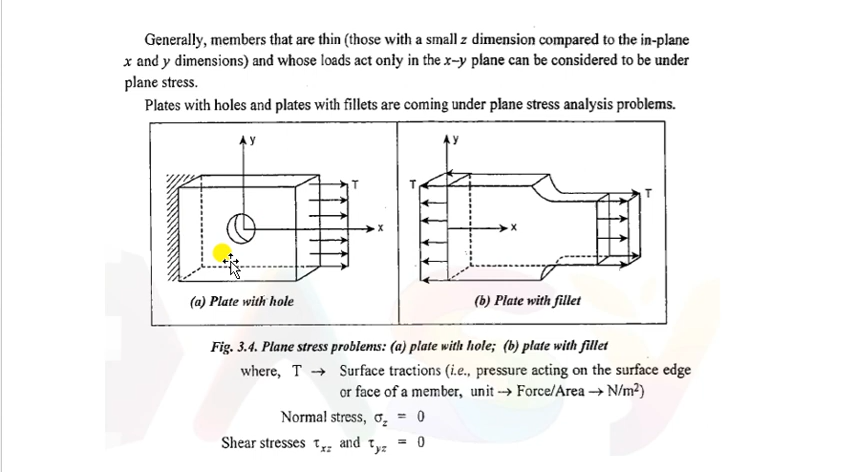 Generally, members that are thin (those with a small z dimension compared to the in-plane
x and y dimensions) and whose loads act only in the x–y plane can be considered to be under
plane stress.
Plates with holes and plates with fillets are coming under plane stress analysis problems.
y
T
x
(a) Plate with hole
y
T
T
x
(b) Plate with fillet
Fig. 3.4. Plane stress problems: (a) plate with hole; (b) plate with fillet
where, T → Surface tractions (i.e., pressure acting on the surface edge
or face of a member, unit → Force/Area → N/m²)
Normal stress, σz = 0
Shear stresses τxz and τyz = 0